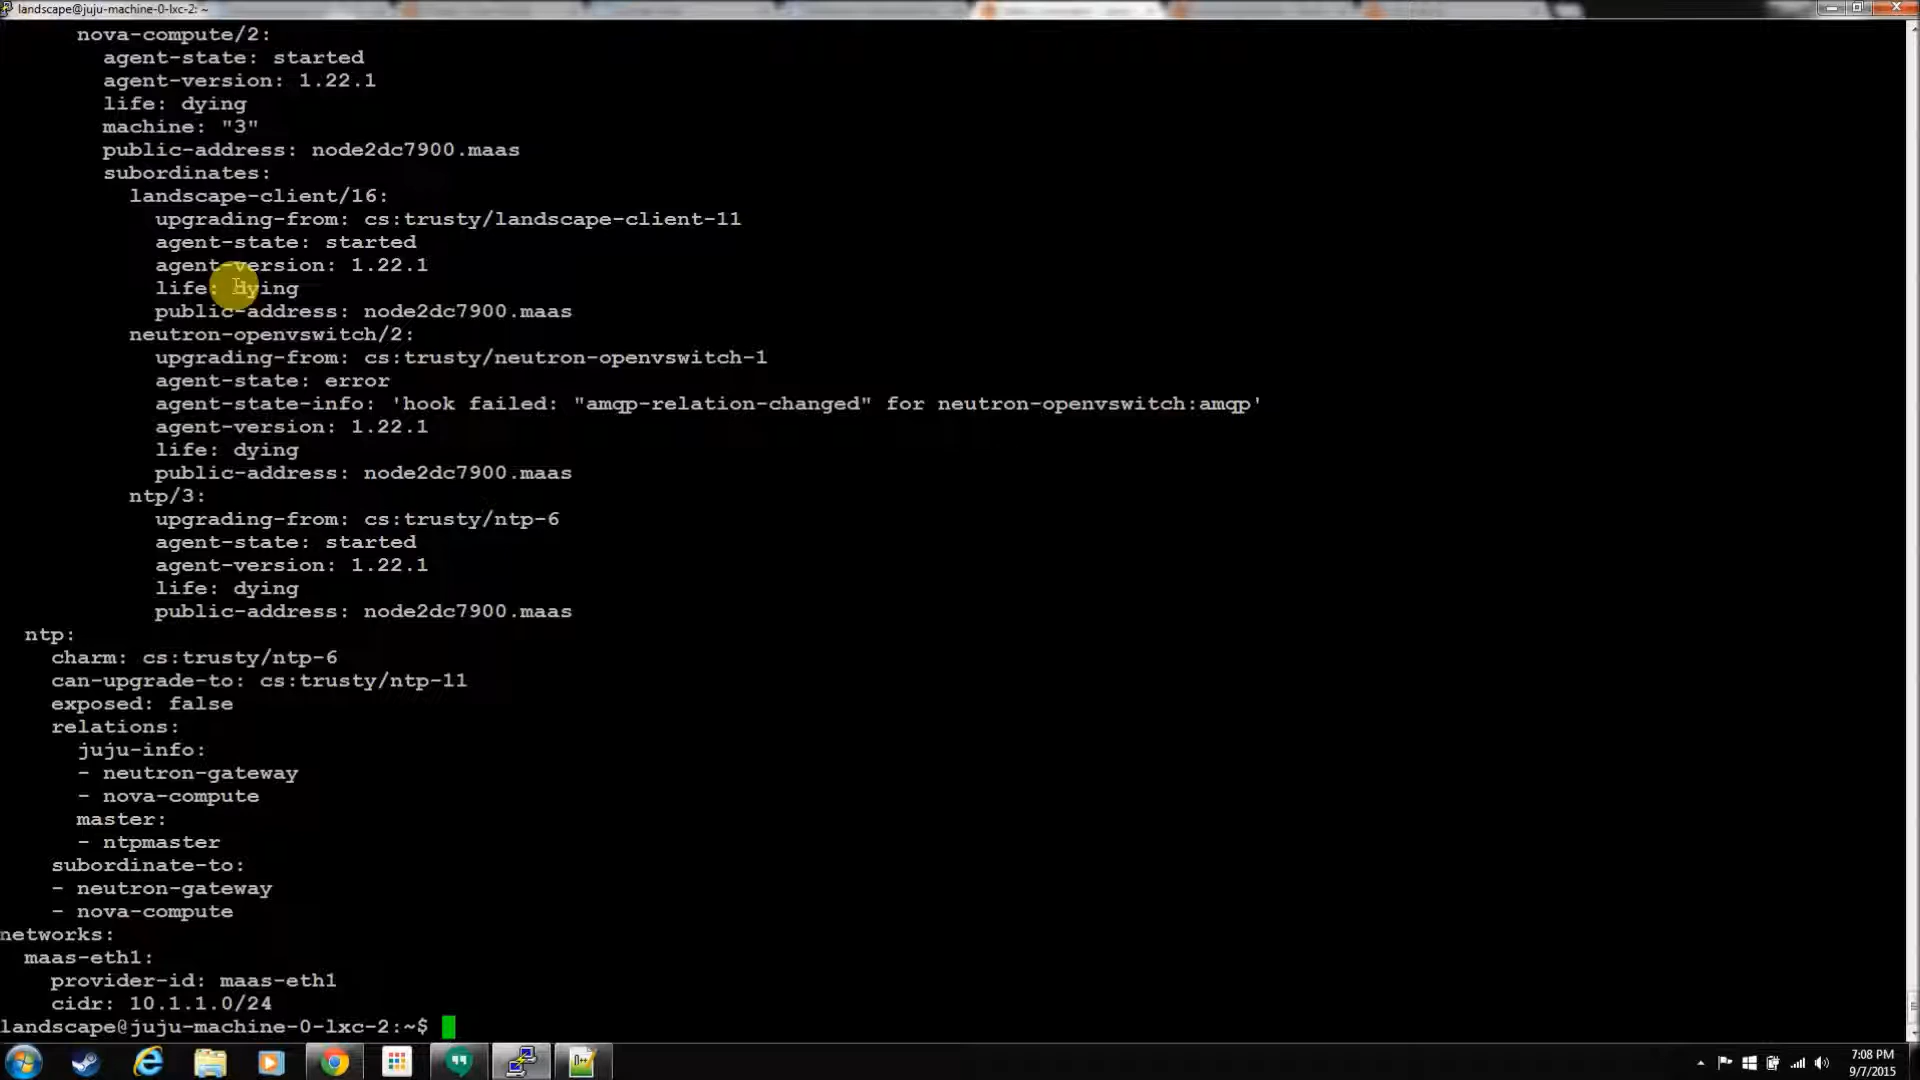 landscape@juju-machine-0-lxc-2: ~
nova-compute/2:
agent-state: started
agent-version: 1.22.1
life: dying
machine: "3"
public-address: node2dc7900.maas
subordinates:
landscape-client/16:
upgrading-from: cs:trusty/landscape-client-11
agent-state: started
agent-version: 1.22.1
life: dying
public-address: node2dc7900.maas
neutron-openvswitch/2:
upgrading-from: cs:trusty/neutron-openvswitch-1
agent-state: error
agent-state-info: 'hook failed: "amqp-relation-changed" for neutron-openvswitch:amqp'
agent-version: 1.22.1
life: dying
public-address: node2dc7900.maas
ntp/3:
upgrading-from: cs:trusty/ntp-6
agent-state: started
agent-version: 1.22.1
life: dying
public-address: node2dc7900.maas
ntp:
charm: cs:trusty/ntp-6
can-upgrade-to: cs:trusty/ntp-11
exposed: false
relations:
juju-info:
- neutron-gateway
- nova-compute
master:
- ntpmaster
subordinate-to:
- neutron-gateway
- nova-compute
networks:
maas-eth1:
provider-id: maas-eth1
cidr: 10.1.1.0/24
landscape@juju-machine-0-lxc-2:~$
7:08 PM
9/7/2015